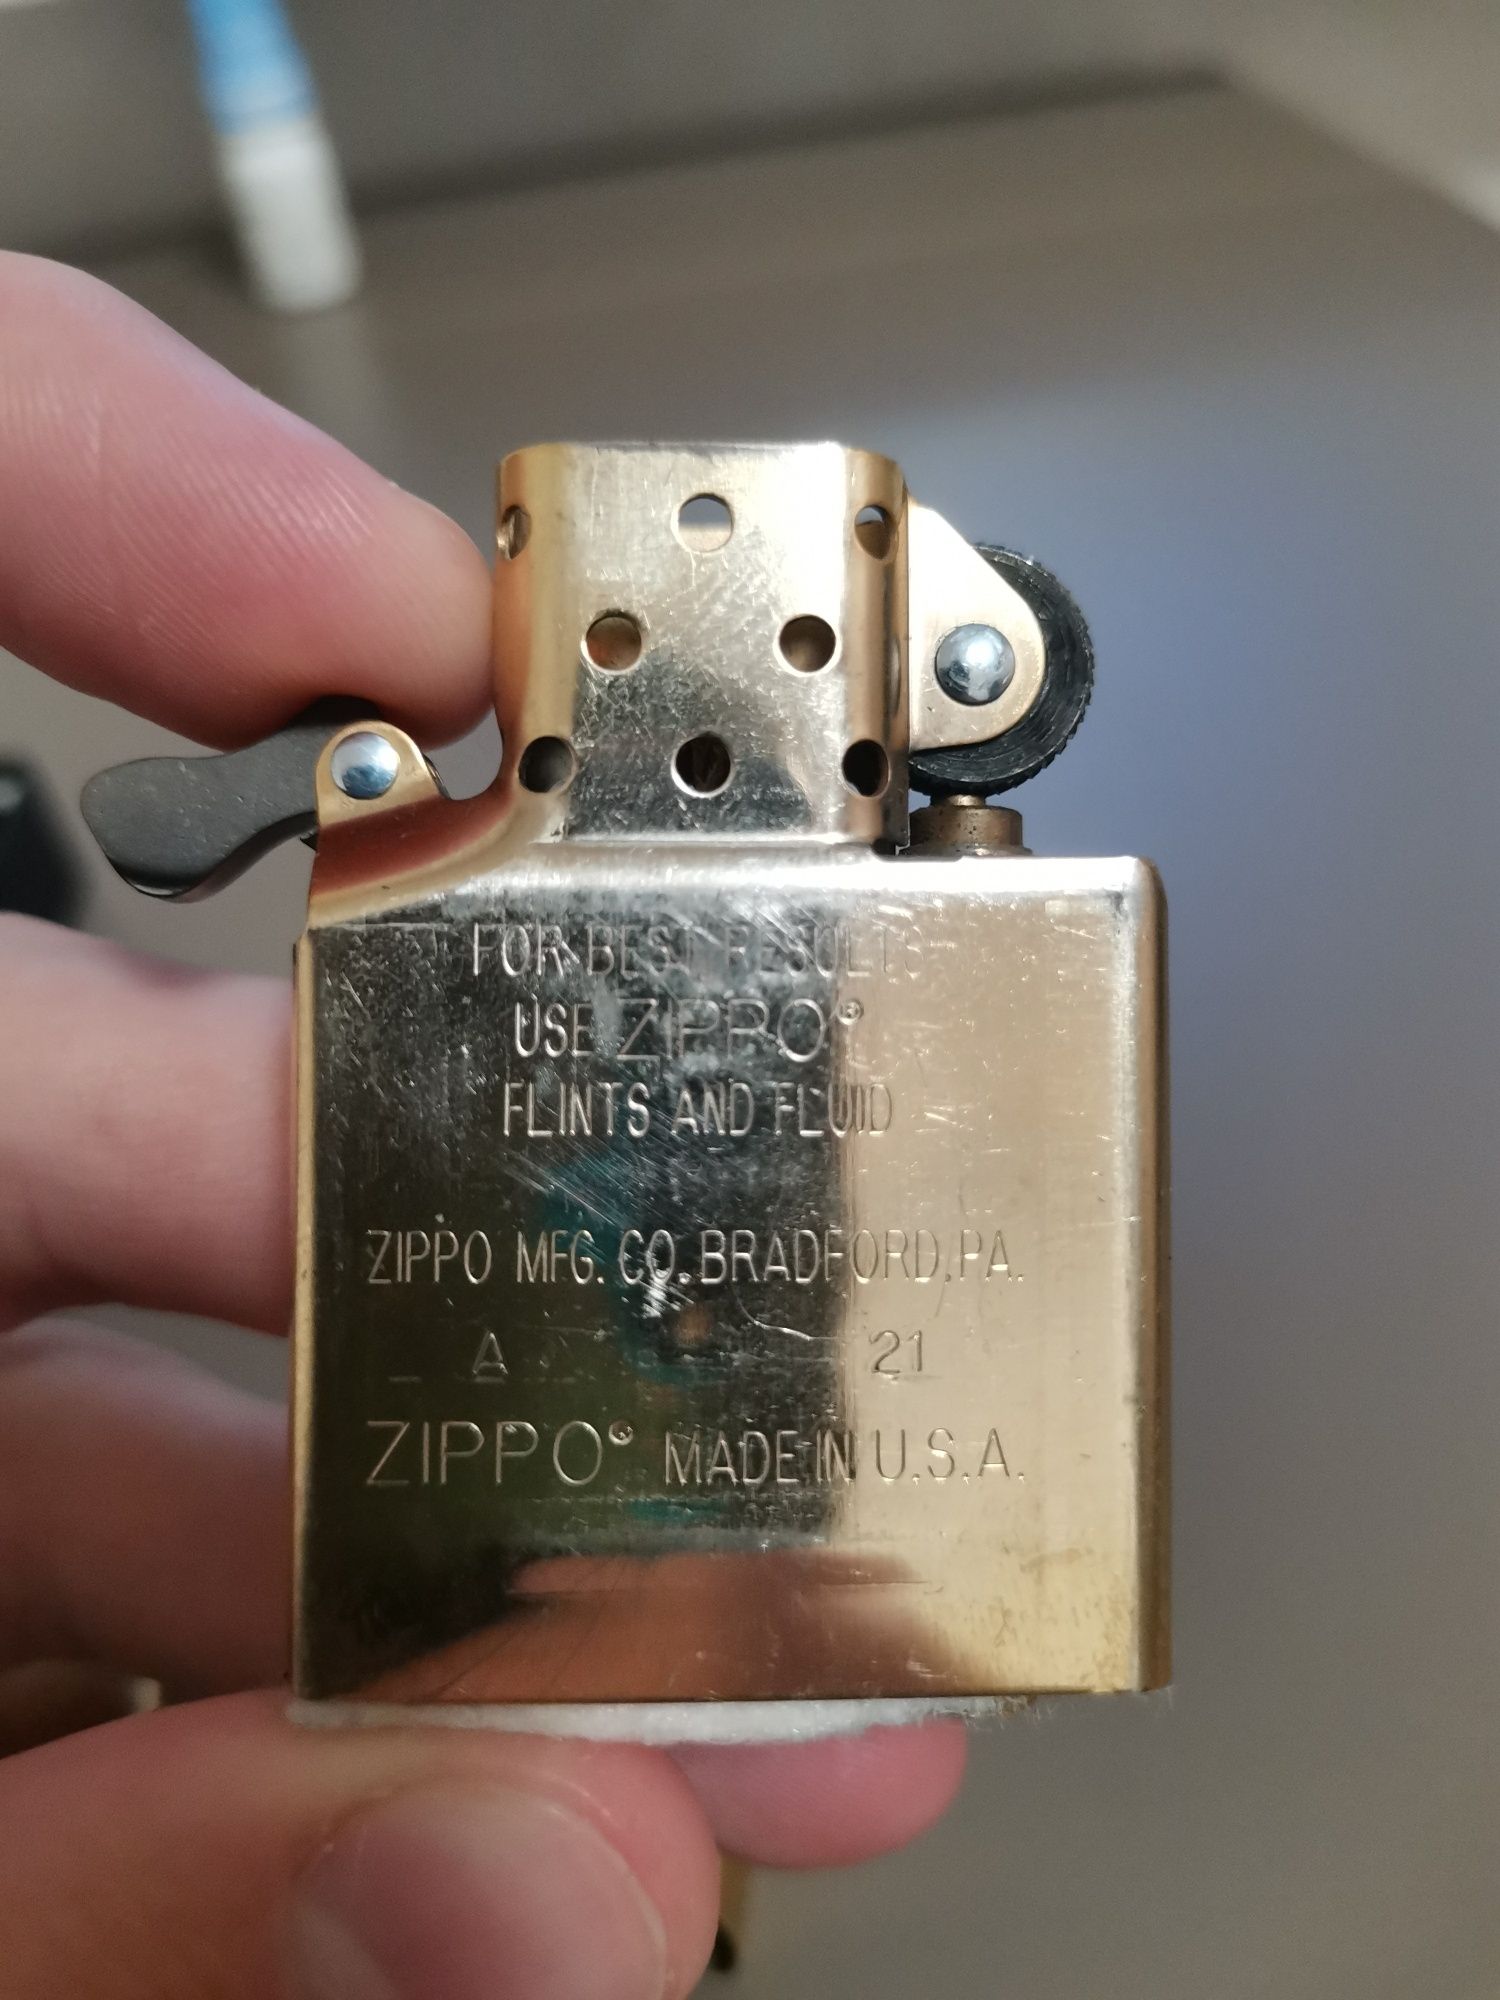 FOR BEST RESULTS
USE ZIPPO®
FLINTS AND FLUID
ZIPPO MFG. CO. BRADFORD, PA.
A 21
ZIPPO® MADE IN U.S.A.